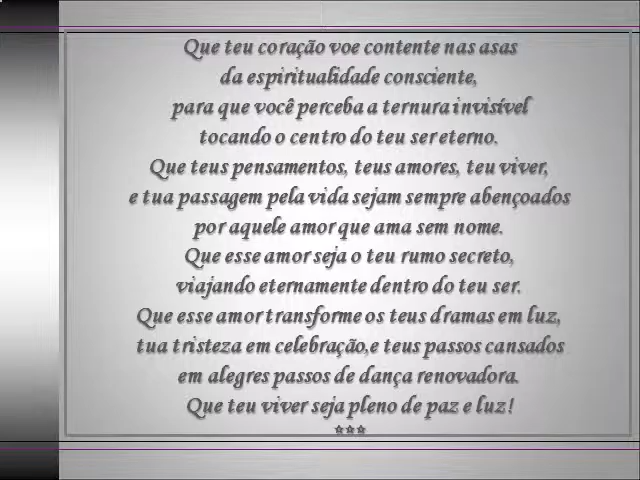 Que teu coração voe contente nas asas
da espiritualidade consciente,
para que você perceba a ternura invisível
tocando o centro do teu ser eterno.
Que teus pensamentos, teus amores, teu viver,
e tua passagem pela vida sejam sempre abençoados
por aquele amor que ama sem nome.
Que esse amor seja o teu rumo secreto,
viajando eternamente dentro do teu ser.
Que esse amor transforme os teus dramas em luz,
tua tristeza em celebração,e teus passos cansados
em alegres passos de dança renovadora.
Que teu viver seja pleno de paz e luz!
☆☆☆